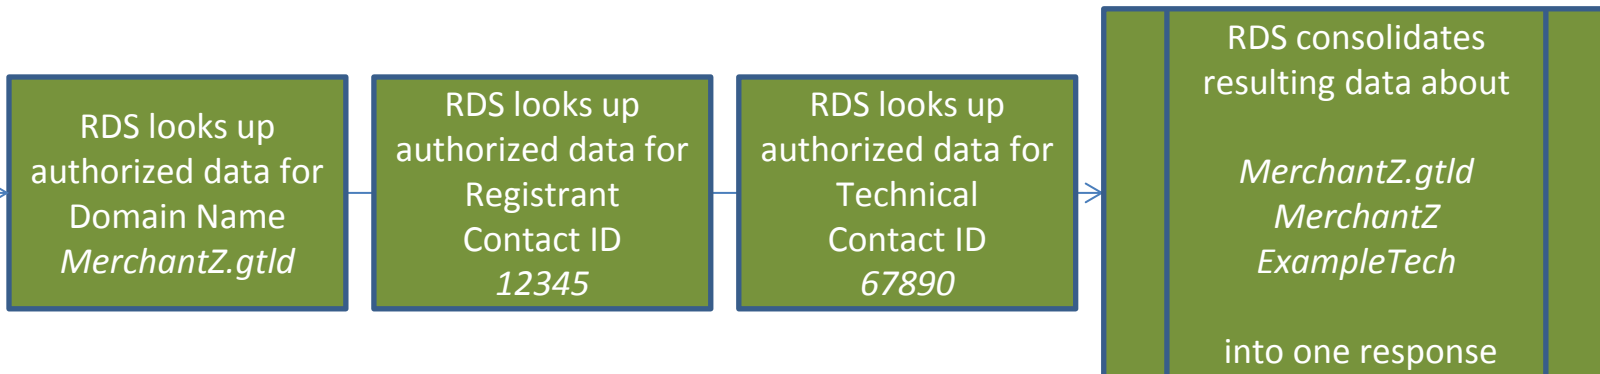 RDS looks up
authorized data for
Domain Name
MerchantZ.gtld
RDS looks up
authorized data for
Registrant
Contact ID
12345
RDS looks up
authorized data for
Technical
Contact ID
67890
RDS consolidates
resulting data about
MerchantZ.gtld
MerchantZ
ExampleTech
into one response